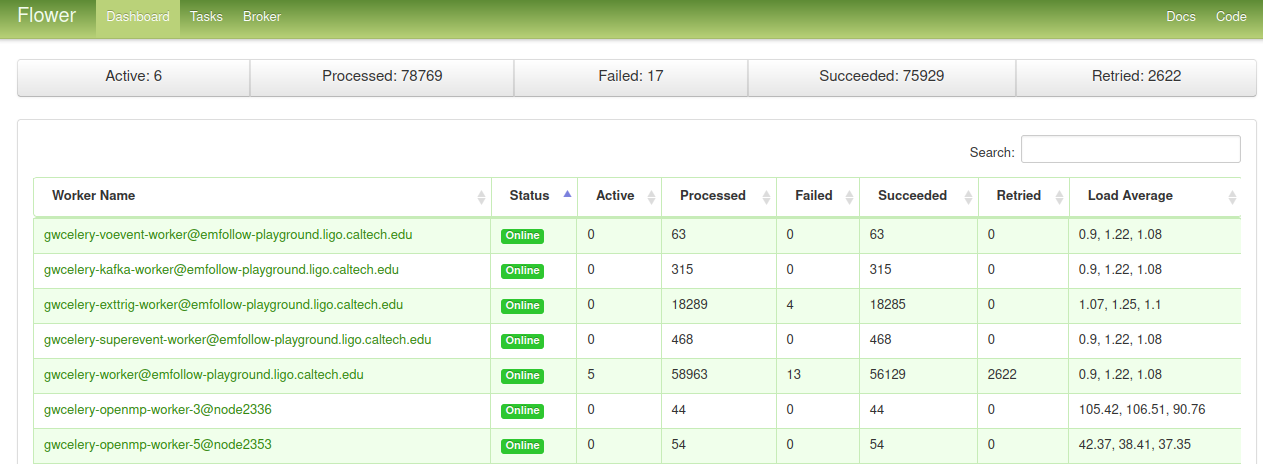 Flower Dashboard Tasks Broker Docs Code
Active: 6 Processed: 78769 Failed: 17 Succeeded: 75929 Retried: 2622
Search:
Worker Name Status Active Processed Failed Succeeded Retried Load Average
gwcelery-voevent-worker@emfollow-playground.ligo.caltech.edu Online 0 63 0 63 0 0.9, 1.22, 1.08
gwcelery-kafka-worker@emfollow-playground.ligo.caltech.edu Online 0 315 0 315 0 0.9, 1.22, 1.08
gwcelery-exttrig-worker@emfollow-playground.ligo.caltech.edu Online 0 18289 4 18285 0 1.07, 1.25, 1.1
gwcelery-superevent-worker@emfollow-playground.ligo.caltech.edu Online 0 468 0 468 0 0.9, 1.22, 1.08
gwcelery-worker@emfollow-playground.ligo.caltech.edu Online 5 58963 13 56129 2622 0.9, 1.22, 1.08
gwcelery-openmp-worker-3@node2336 Online 0 44 0 44 0 105.42, 106.51, 90.76
gwcelery-openmp-worker-5@node2353 Online 0 54 0 54 0 42.37, 38.41, 37.35